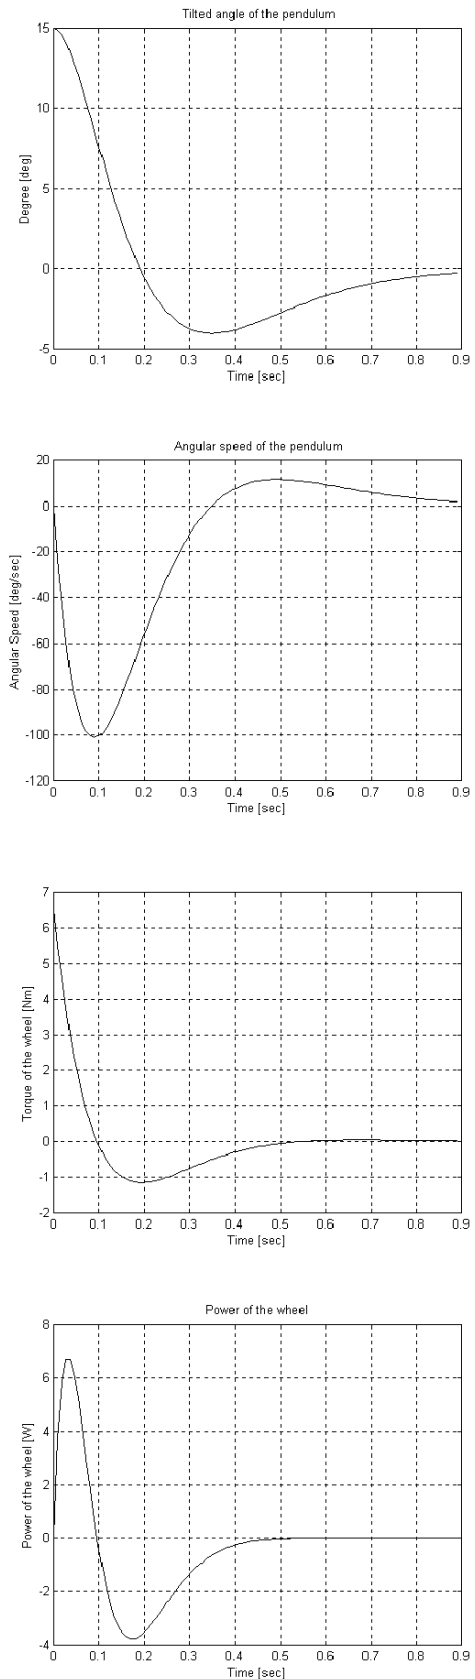 Tilted angle of the pendulum
15
10
5
0
-5
Degree [deg]
0 0.1 0.2 0.3 0.4 0.5 0.6 0.7 0.8 0.9
Time [sec]
Angular speed of the pendulum
20
0
-20
-40
-60
-80
-100
-120
Angular Speed [deg/sec]
0 0.1 0.2 0.3 0.4 0.5 0.6 0.7 0.8 0.9
Time [sec]
7
6
5
4
3
2
1
0
-1
-2
Torque of the wheel [Nm]
0 0.1 0.2 0.3 0.4 0.5 0.6 0.7 0.8 0.9
Time [sec]
Power of the wheel
8
6
4
2
0
-2
-4
Power of the wheel [W]
0 0.1 0.2 0.3 0.4 0.5 0.6 0.7 0.8 0.9
Time [sec]